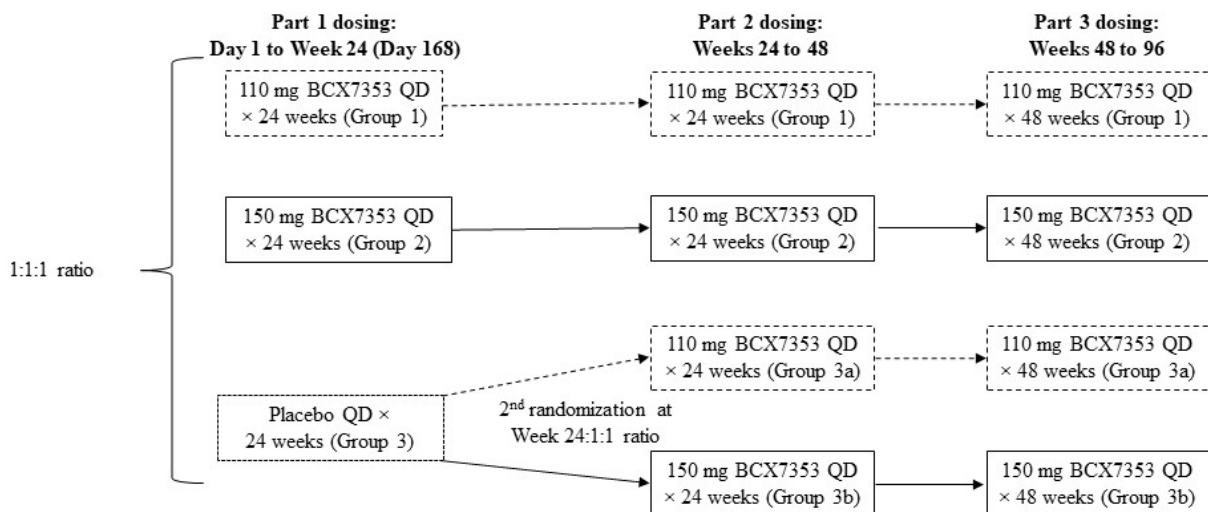 Part 1 dosing:
Day 1 to Week 24 (Day 168)
Part 2 dosing:
Weeks 24 to 48
Part 3 dosing:
Weeks 48 to 96
110 mg BCX7353 QD
× 24 weeks (Group 1)
110 mg BCX7353 QD
× 24 weeks (Group 1)
110 mg BCX7353 QD
× 48 weeks (Group 1)
150 mg BCX7353 QD
× 24 weeks (Group 2)
150 mg BCX7353 QD
× 24 weeks (Group 2)
150 mg BCX7353 QD
× 48 weeks (Group 2)
1:1:1 ratio
110 mg BCX7353 QD
× 24 weeks (Group 3a)
110 mg BCX7353 QD
× 48 weeks (Group 3a)
Placebo QD ×
24 weeks (Group 3)
2nd randomization at
Week 24:1:1 ratio
150 mg BCX7353 QD
× 24 weeks (Group 3b)
150 mg BCX7353 QD
× 48 weeks (Group 3b)